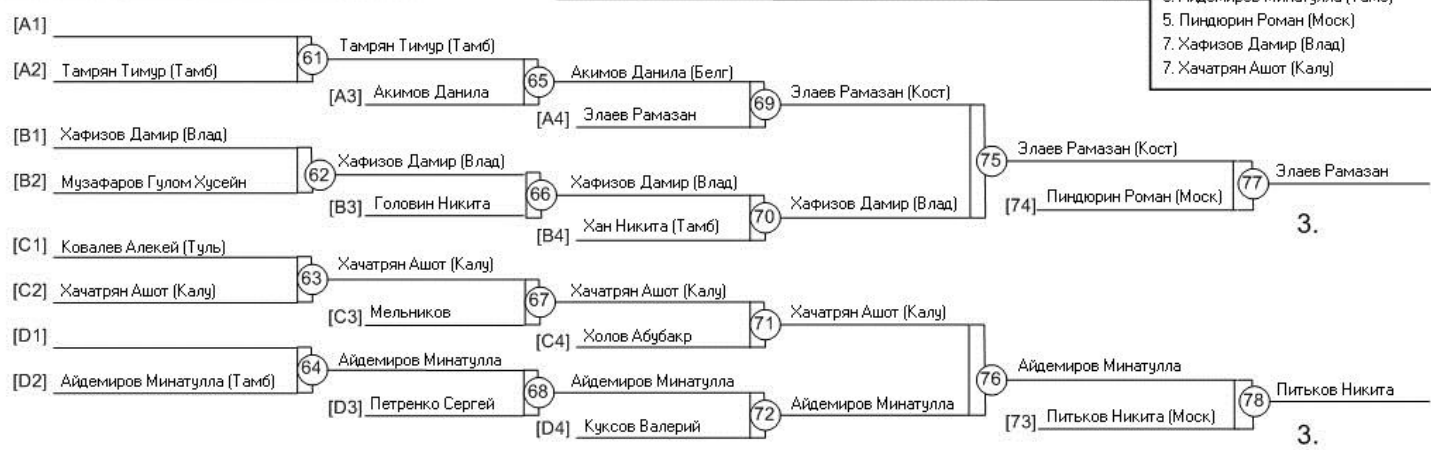 5. Пиндюрин Роман (Моск)
7. Хафизов Дамир (Влад)
7. Хачатрян Ашот (Калу)
[A1]
61
Тамрян Тимур (Тамб)
[A2] Тамрян Тимур (Тамб)
65
Акимов Данила (Белг)
[A3] Акимов Данила
69
Элаев Рамазан (Кост)
[A4] Элаев Рамазан
[B1] Хафизов Дамир (Влад)
75
Элаев Рамазан (Кост)
62
Хафизов Дамир (Влад)
77
Элаев Рамазан
[B2] Музафаров Гулом Хусейн
66
Хафизов Дамир (Влад)
[B3] Головин Никита
[74] Пиндюрин Роман (Моск)
70
Хафизов Дамир (Влад)
3.
[B4] Хан Никита (Тамб)
[C1] Ковалев Алекей (Туль)
63
Хачатрян Ашот (Калу)
[C2] Хачатрян Ашот (Калу)
67
Хачатрян Ашот (Калу)
[C3] Мельников
71
Хачатрян Ашот (Калу)
[C4] Холов Абубакр
[D1]
64
Айдемиров Минатулла
76
Айдемиров Минатулла
[D2] Айдемиров Минатулла (Тамб)
68
Айдемиров Минатулла
78
Питьков Никита
[D3] Петренко Сергей
72
Айдемиров Минатулла
[73] Питьков Никита (Моск)
[D4] Куксов Валерий
3.